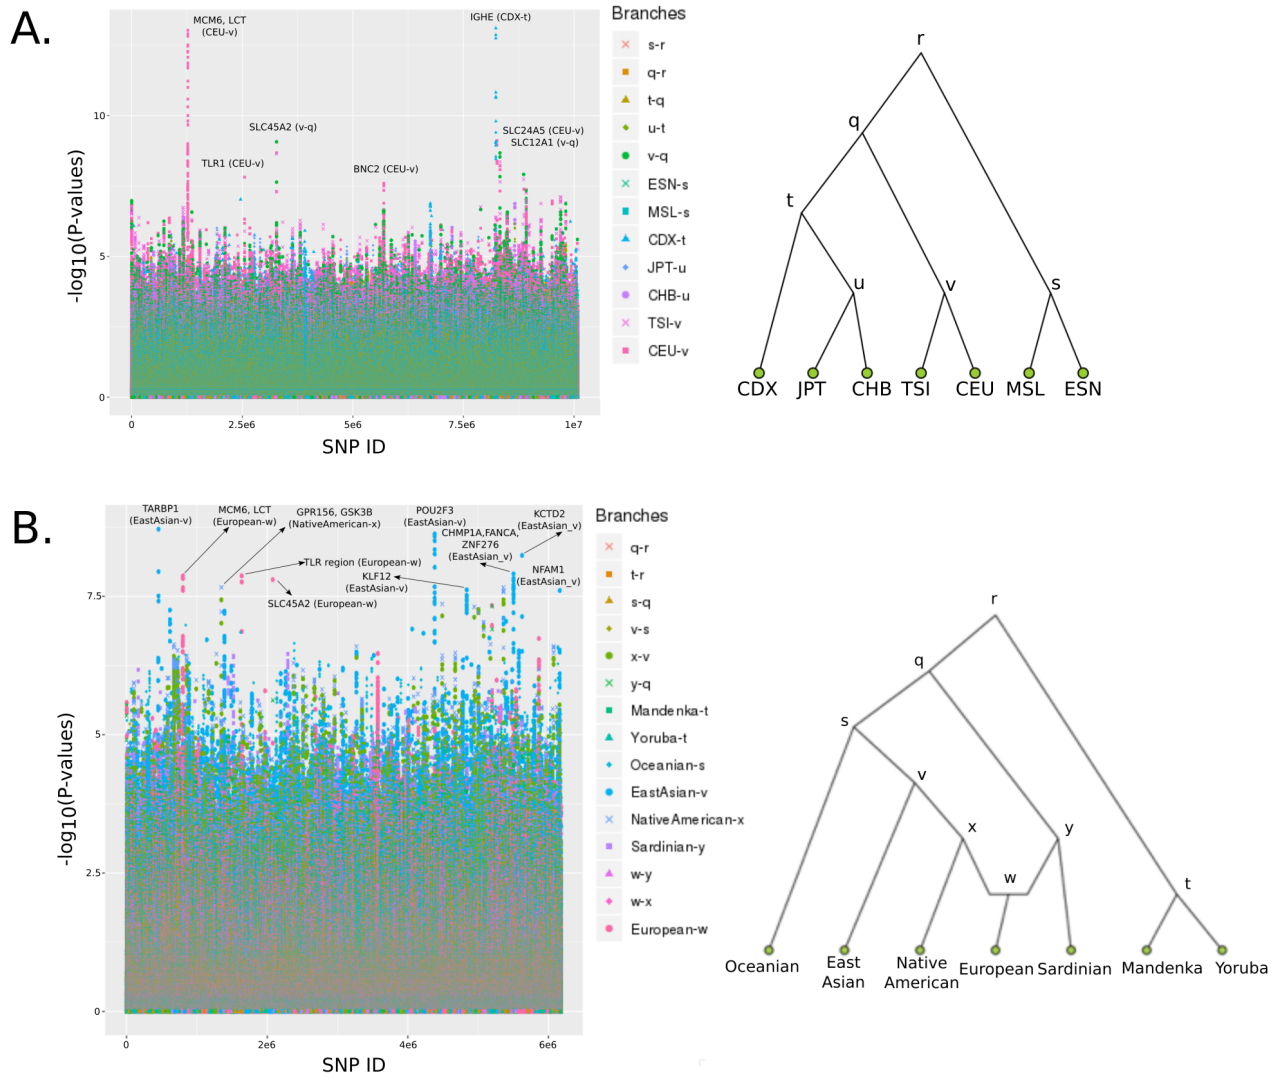 A.
MCM6, LCT
(CEU-v)
IGHE (CDX-t)
SLC45A2 (v-q)
SLC24A5 (CEU-v)
SLC12A1 (v-q)
TLR1 (CEU-v)
BNC2 (CEU-v)
10
5
0
-log10(P-values)
0
2.5e6
5e6
7.5e6
1e7
SNP ID
Branches
s-r
q-r
t-q
u-t
v-q
ESN-s
MSL-s
CDX-t
JPT-u
CHB-u
TSI-v
CEU-v
r
q
t
u
v
s
CDX
JPT
CHB
TSI
CEU
MSL
ESN
B.
TARBP1
(EastAsian-v)
MCM6, LCT
(European-w)
GPR156, GSK3B
(NativeAmerican-x)
POU2F3
(EastAsian-v)
KCTD2
(EastAsian_v)
CHMP1A,FANCA,
ZNF276
(EastAsian_v)
TLR region (European-w)
KLF12
(EastAsian-v)
NFAM1
(EastAsian_v)
SLC45A2 (European-w)
7.5
5
2.5
0
-log10(P-values)
0
2e6
4e6
6e6
SNP ID
Branches
q-r
t-r
s-q
v-s
x-v
y-q
Mandenka-t
Yoruba-t
Oceanian-s
EastAsian-v
NativeAmerican-x
Sardinian-y
w-y
w-x
European-w
r
q
s
v
x
y
w
t
Oceanian
East
Asian
Native
American
European
Sardinian
Mandenka
Yoruba